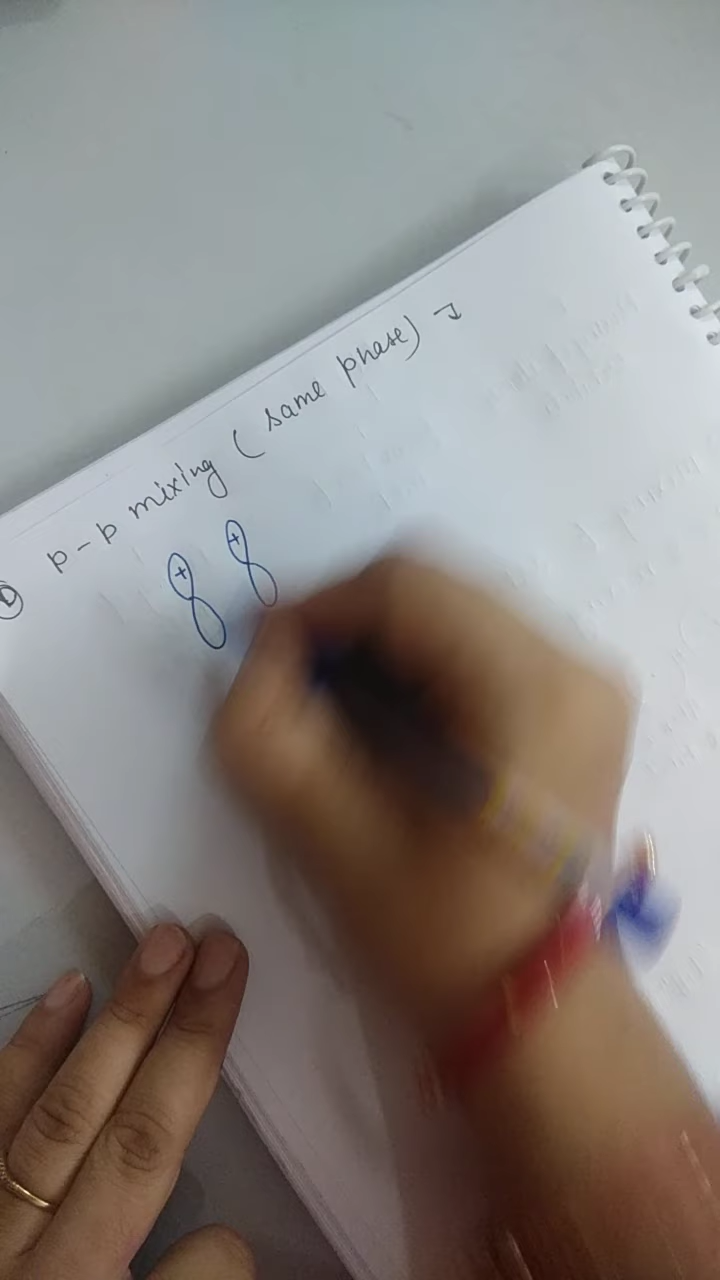 p-p mixing ( same phase) →
+ +